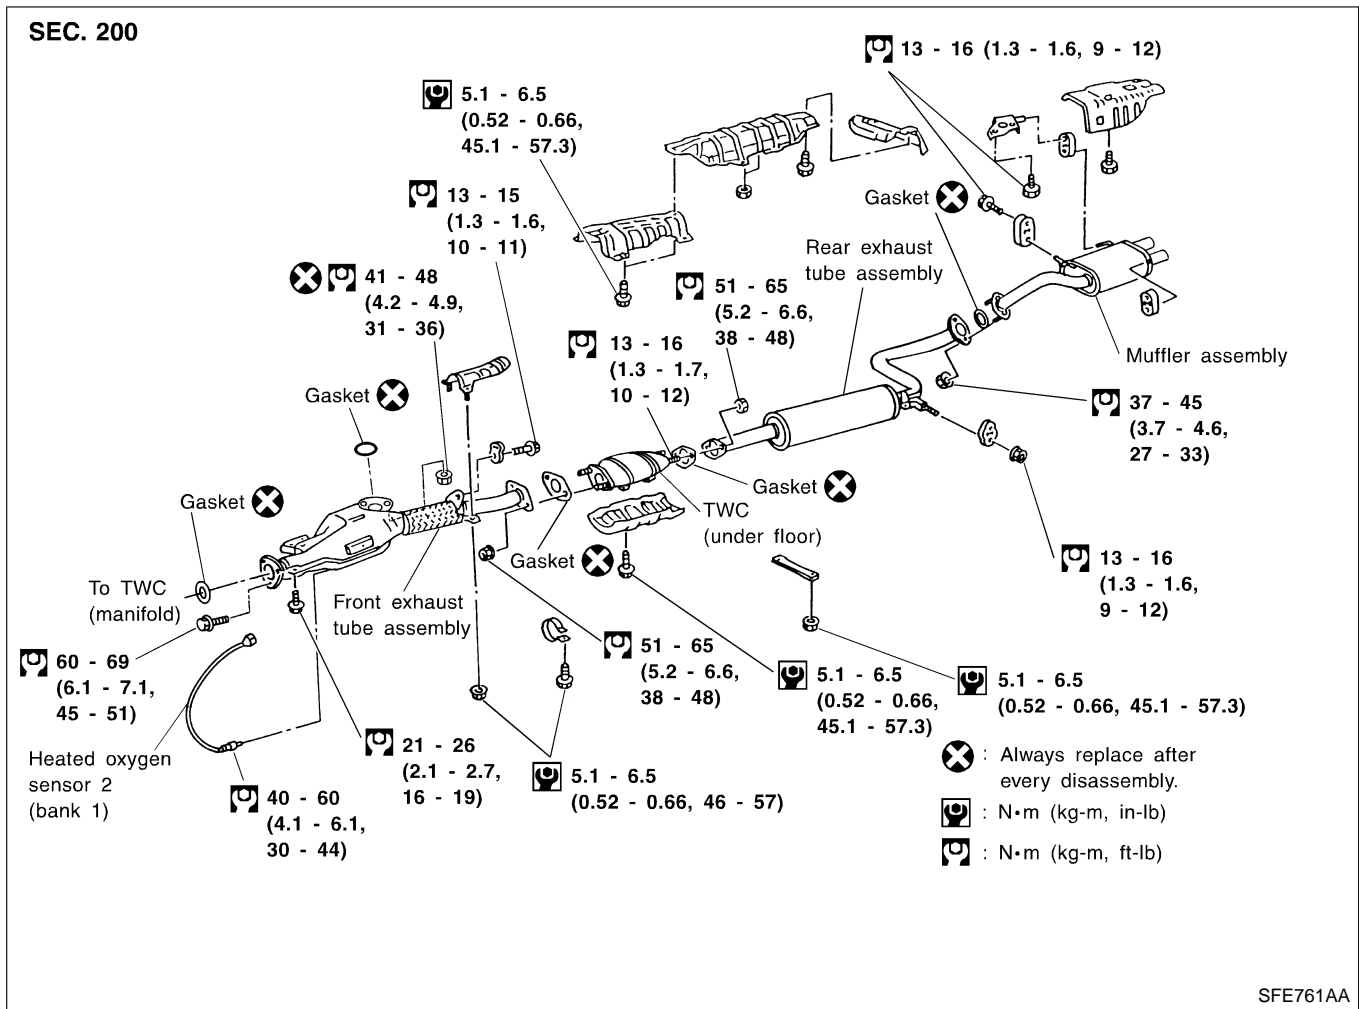 SEC. 200
13 - 16 (1.3 - 1.6, 9 - 12)
5.1 - 6.5
(0.52 - 0.66,
45.1 - 57.3)
13 - 15
(1.3 - 1.6,
10 - 11)
Gasket
Rear exhaust
tube assembly
41 - 48
(4.2 - 4.9,
31 - 36)
51 - 65
(5.2 - 6.6,
38 - 48)
13 - 16
(1.3 - 1.7,
10 - 12)
Muffler assembly
Gasket
37 - 45
(3.7 - 4.6,
27 - 33)
Gasket
Gasket
TWC
(under floor)
Gasket
13 - 16
(1.3 - 1.6,
9 - 12)
To TWC
(manifold)
Front exhaust
tube assembly
60 - 69
(6.1 - 7.1,
45 - 51)
51 - 65
(5.2 - 6.6,
38 - 48)
5.1 - 6.5
(0.52 - 0.66,
45.1 - 57.3)
5.1 - 6.5
(0.52 - 0.66, 45.1 - 57.3)
Heated oxygen
sensor 2
(bank 1)
21 - 26
(2.1 - 2.7,
16 - 19)
5.1 - 6.5
(0.52 - 0.66, 46 - 57)
40 - 60
(4.1 - 6.1,
30 - 44)
: Always replace after
every disassembly.
: N•m (kg-m, in-lb)
: N•m (kg-m, ft-lb)
SFE761AA